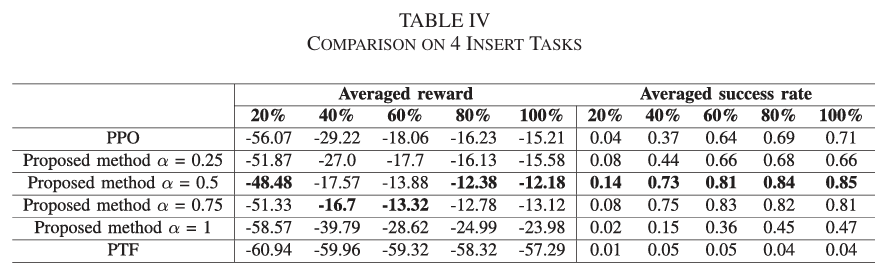 TABLE IV
COMPARISON ON 4 INSERT TASKS
Averaged reward Averaged success rate
20% 40% 60% 80% 100% 20% 40% 60% 80% 100%
PPO -56.07 -29.22 -18.06 -16.23 -15.21 0.04 0.37 0.64 0.69 0.71
Proposed method α = 0.25 -51.87 -27.0 -17.7 -16.13 -15.58 0.08 0.44 0.66 0.68 0.66
Proposed method α = 0.5 -48.48 -17.57 -13.88 -12.38 -12.18 0.14 0.73 0.81 0.84 0.85
Proposed method α = 0.75 -51.33 -16.7 -13.32 -12.78 -13.12 0.08 0.75 0.83 0.82 0.81
Proposed method α = 1 -58.57 -39.79 -28.62 -24.99 -23.98 0.02 0.15 0.36 0.45 0.47
PTF -60.94 -59.96 -59.32 -58.32 -57.29 0.01 0.05 0.05 0.04 0.04